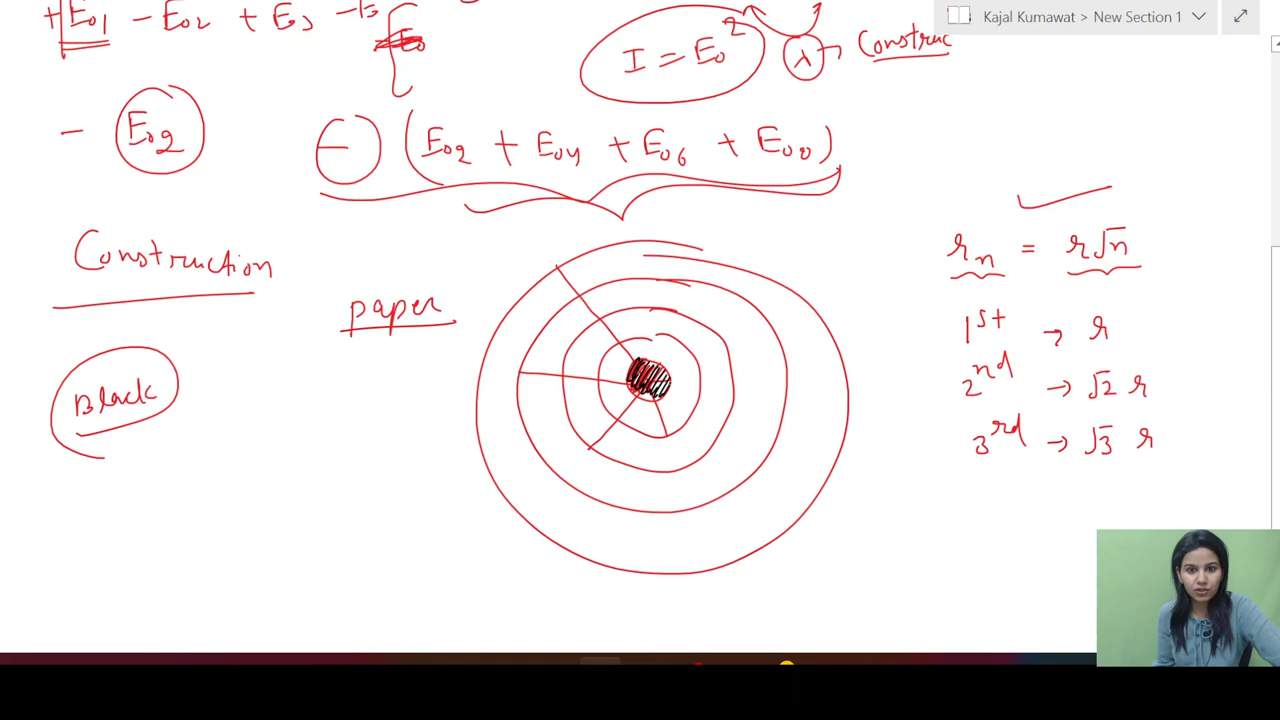 + E01 - E02 + E03
Kajal Kumawat > New Section 1
I = E0²
λ → Construc
- E02
- (E02 + E04 + E06 + E08)
Construction
rn = r√n
paper
1st → r
Black
2nd → √2 r
3rd → √3 r